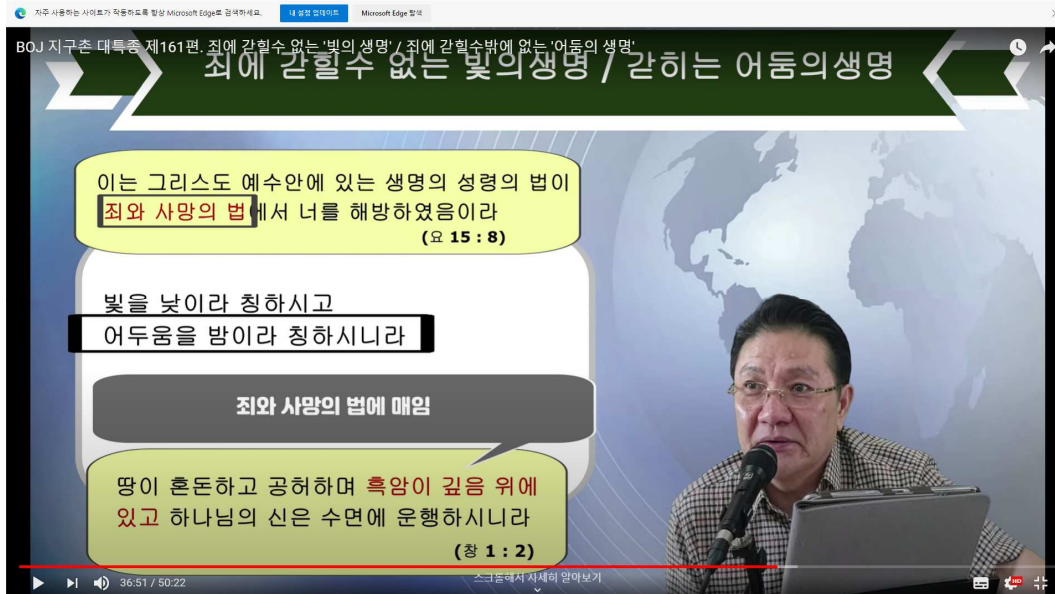 자주 사용하는 사이트가 작동하도록 항상 Microsoft Edge로 검색하세요.
내 설정 업데이트
Microsoft Edge 탐색
BOJ 지구촌 대특종 제161편. 죄에 갇힐수 없는 '빛의 생명' / 죄에 갇힐수밖에 없는 '어둠의 생명'
죄에 갇힐수 없는 빛의생명 / 갇히는 어둠의생명
이는 그리스도 예수안에 있는 생명의 성령의 법이
죄와 사망의 법에서 너를 해방하였음이라
(요 15 : 8)
빛을 낮이라 칭하시고
어두움을 밤이라 칭하시니라
죄와 사망의 법에 매임
땅이 혼돈하고 공허하며 흑암이 깊음 위에
있고 하나님의 신은 수면에 운행하시니라
(창 1 : 2)
36:51 / 50:22
스크롤해서 자세히 알아보기
HD